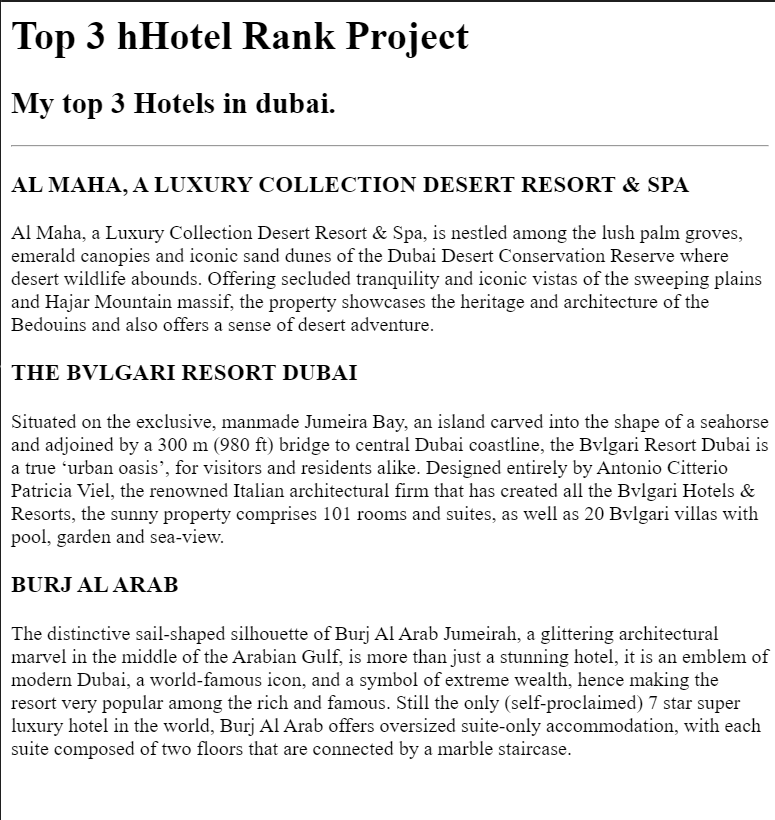 Top 3 hHotel Rank Project
My top 3 Hotels in dubai.
AL MAHA, A LUXURY COLLECTION DESERT RESORT & SPA
Al Maha, a Luxury Collection Desert Resort & Spa, is nestled among the lush palm groves,
emerald canopies and iconic sand dunes of the Dubai Desert Conservation Reserve where
desert wildlife abounds. Offering secluded tranquility and iconic vistas of the sweeping plains
and Hajar Mountain massif, the property showcases the heritage and architecture of the
Bedouins and also offers a sense of desert adventure.
THE BVLGARI RESORT DUBAI
Situated on the exclusive, manmade Jumeira Bay, an island carved into the shape of a seahorse
and adjoined by a 300 m (980 ft) bridge to central Dubai coastline, the Bvlgari Resort Dubai is
a true ‘urban oasis’, for visitors and residents alike. Designed entirely by Antonio Citterio
Patricia Viel, the renowned Italian architectural firm that has created all the Bvlgari Hotels &
Resorts, the sunny property comprises 101 rooms and suites, as well as 20 Bvlgari villas with
pool, garden and sea-view.
BURJ AL ARAB
The distinctive sail-shaped silhouette of Burj Al Arab Jumeirah, a glittering architectural
marvel in the middle of the Arabian Gulf, is more than just a stunning hotel, it is an emblem of
modern Dubai, a world-famous icon, and a symbol of extreme wealth, hence making the
resort very popular among the rich and famous. Still the only (self-proclaimed) 7 star super
luxury hotel in the world, Burj Al Arab offers oversized suite-only accommodation, with each
suite composed of two floors that are connected by a marble staircase.